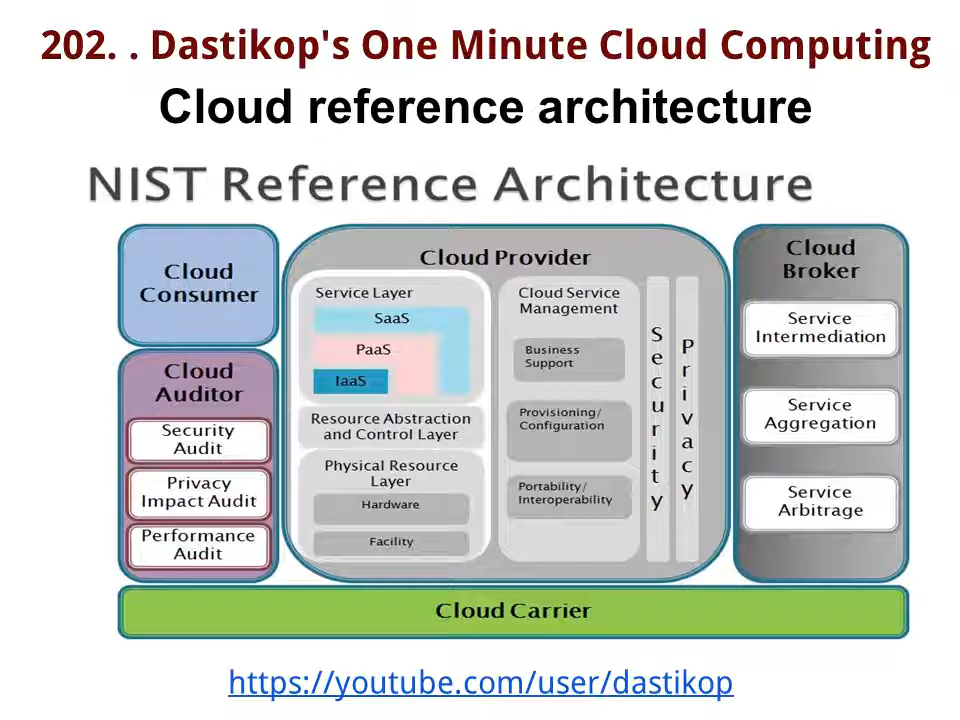 202. . Dastikop's One Minute Cloud Computing
Cloud reference architecture
NIST Reference Architecture
Cloud
Consumer
Cloud
Auditor
Security
Audit
Privacy
Impact Audit
Performance
Audit
Cloud Provider
Service Layer
SaaS
PaaS
IaaS
Resource Abstraction
and Control Layer
Physical Resource
Layer
Hardware
Facility
Cloud Service
Management
Business
Support
Provisioning/
Configuration
Portability/
Interoperability
Security
Privacy
Cloud
Broker
Service
Intermediation
Service
Aggregation
Service
Arbitrage
Cloud Carrier
https://youtube.com/user/dastikop